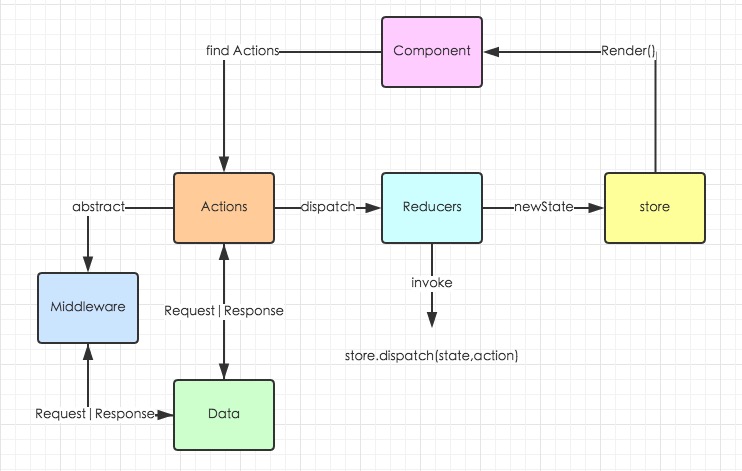 Component
find Actions
Render()
abstract
Actions
dispatch
Reducers
newState
store
Middleware
invoke
Request|Response
store.dispatch(state,action)
Request|Response
Data